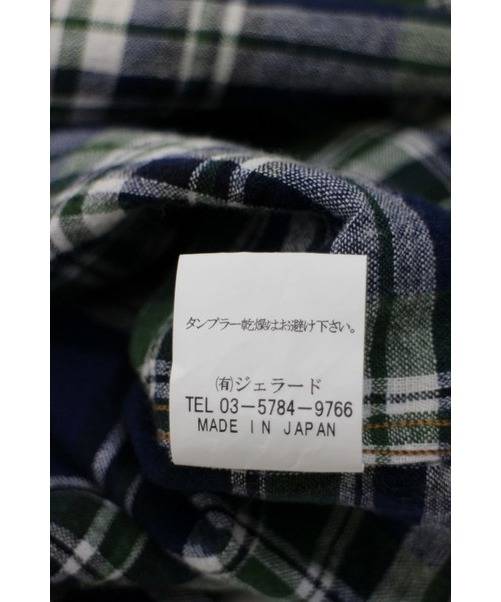 タンブラー乾燥はお避け下さい。
㈲ジェラード
TEL 03-5784-9766
MADE IN JAPAN